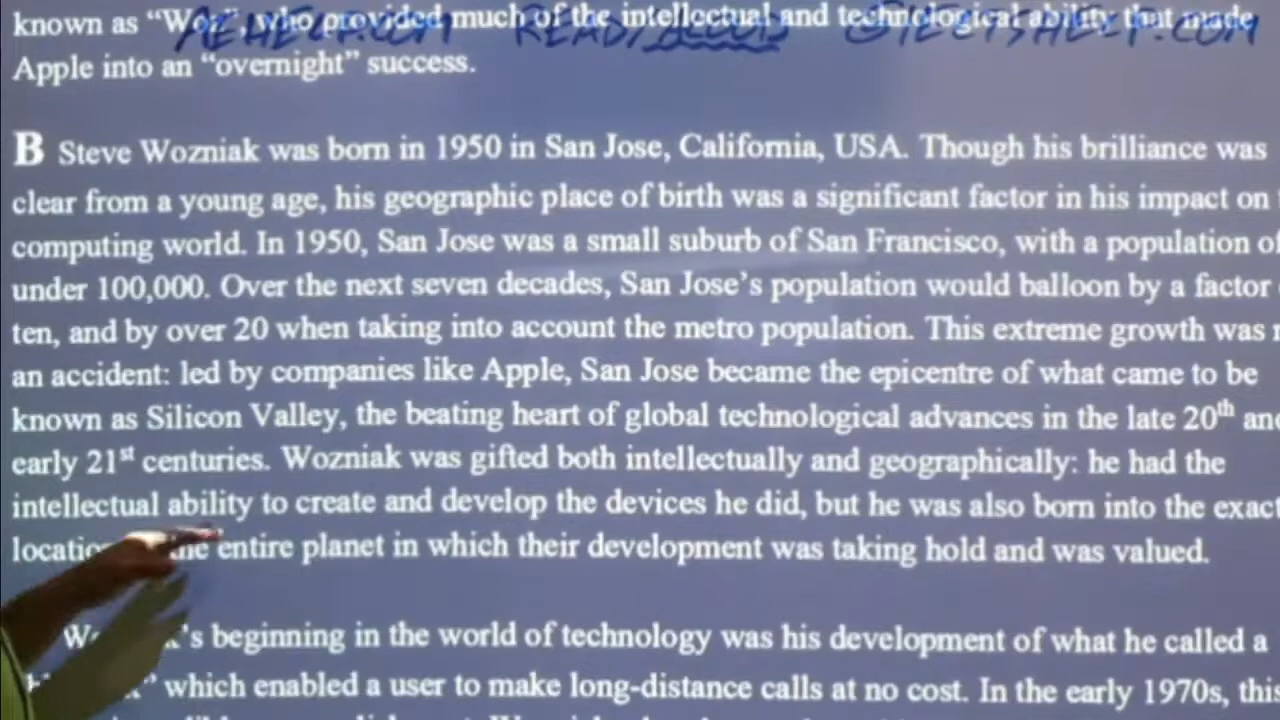 known as “Woz”, who provided much of the intellectual and technological ability that made
AEHELP.COM READ/ @IELTSHELP.COM
Apple into an “overnight” success.
B Steve Wozniak was born in 1950 in San Jose, California, USA. Though his brilliance was
clear from a young age, his geographic place of birth was a significant factor in his impact on
computing world. In 1950, San Jose was a small suburb of San Francisco, with a population of
under 100,000. Over the next seven decades, San Jose’s population would balloon by a factor
ten, and by over 20 when taking into account the metro population. This extreme growth was
an accident: led by companies like Apple, San Jose became the epicentre of what came to be
known as Silicon Valley, the beating heart of global technological advances in the late 20th and
early 21st centuries. Wozniak was gifted both intellectually and geographically: he had the
intellectual ability to create and develop the devices he did, but he was also born into the exact
entire planet in which their development was taking hold and was valued.
beginning in the world of technology was his development of what he called a
which enabled a user to make long-distance calls at no cost. In the early 1970s, this